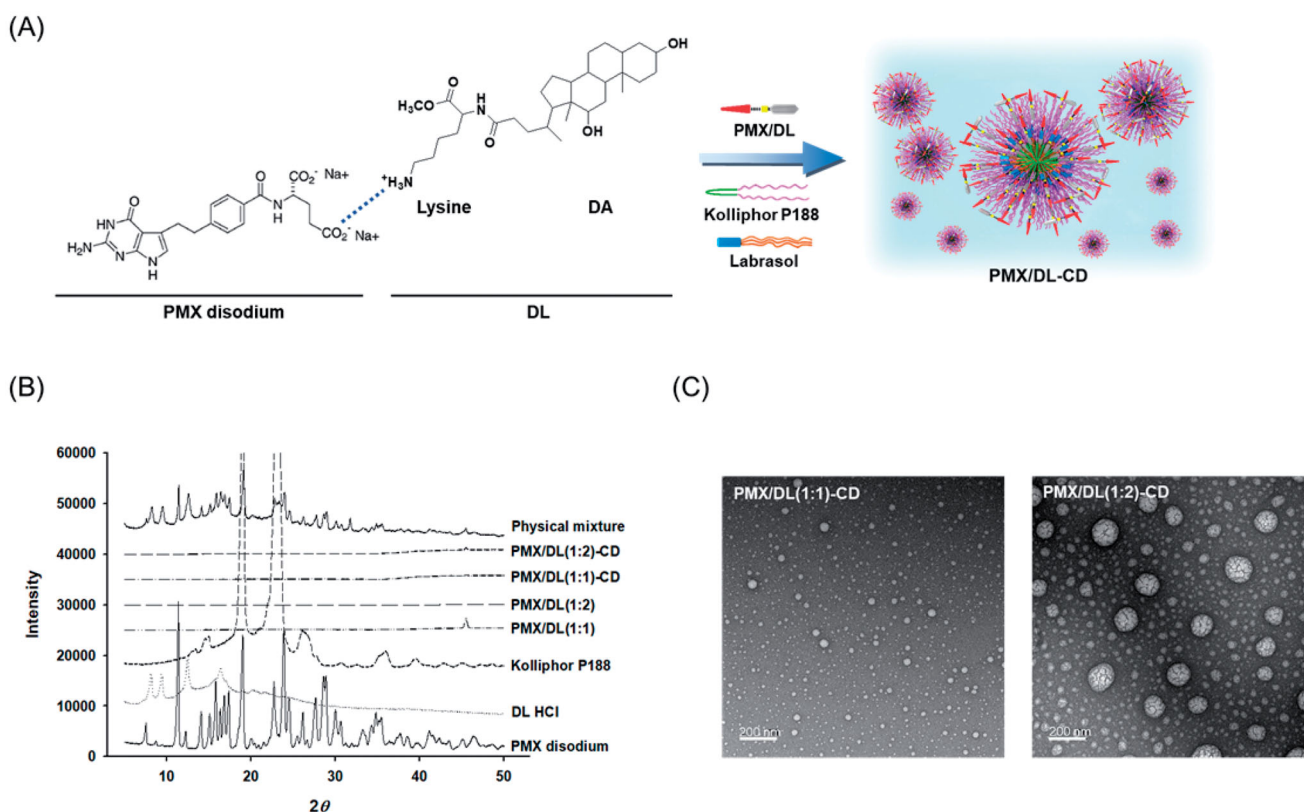 (A)
OH
O
CH₃O
H
N
O
OH
⁺H₃N
Lysine
DA
O
HN
H₂N
N
N
H
O
N
H
CO₂⁻ Na+
CO₂⁻ Na+
PMX disodium
DL
PMX/DL
Kolliphor P188
Labrasol
PMX/DL-CD
(B)
Intensity
60000
50000
40000
30000
20000
10000
0
Physical mixture
PMX/DL(1:2)-CD
PMX/DL(1:1)-CD
PMX/DL(1:2)
PMX/DL(1:1)
Kolliphor P188
DL HCl
PMX disodium
10 20 30 40 50
2θ
(C)
PMX/DL(1:1)-CD
200 nm
PMX/DL(1:2)-CD
200 nm